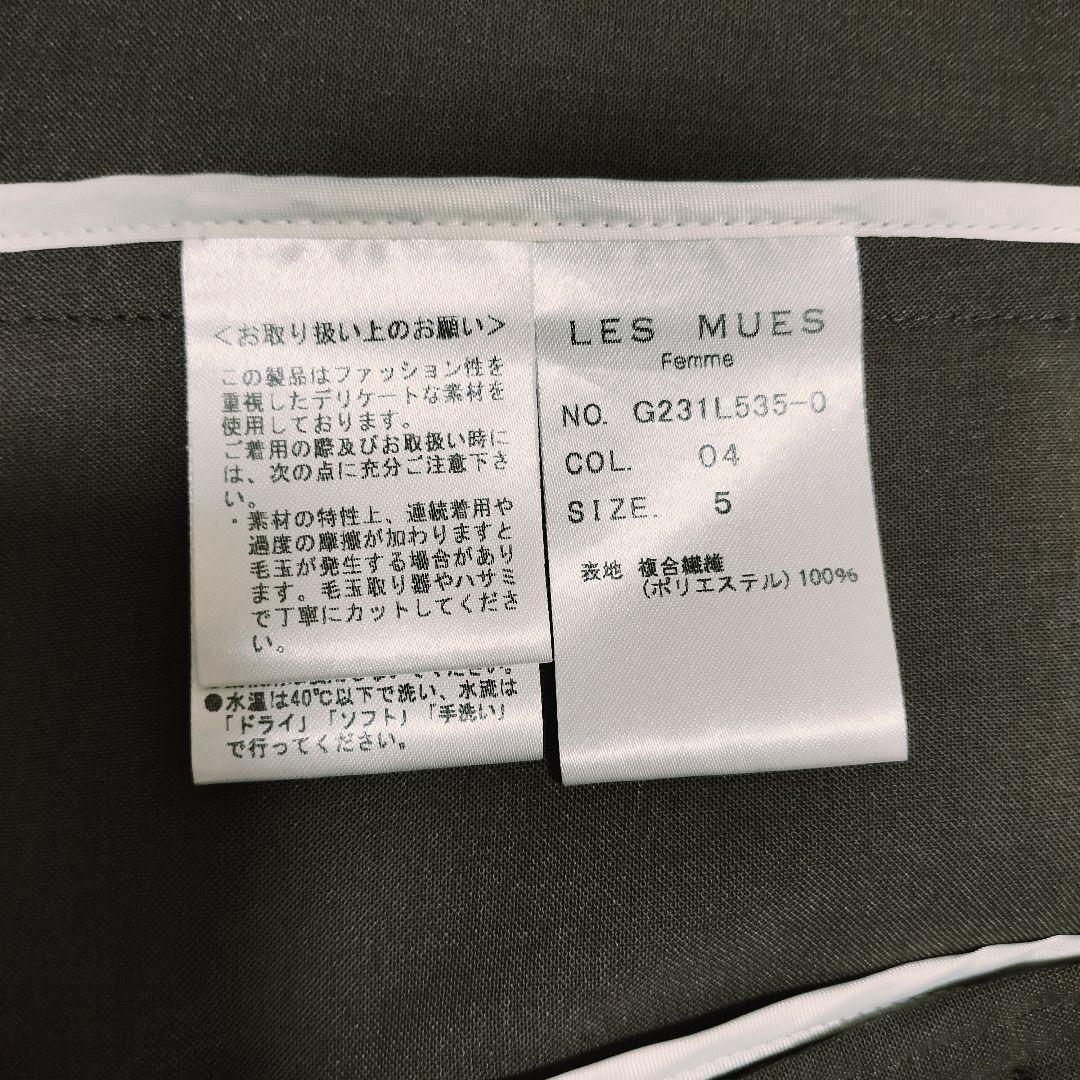 <お取り扱い上のお願い>
この製品はファッション性を
重視したデリケートな素材を
使用しております。
ご着用の際及びお取扱い時に
は、次の点に充分ご注意下さ
い。
・素材の特性上、連続着用や
過度の摩擦が加わりますと
毛玉が発生する場合があり
ます。毛玉取り器やハサミ
で丁寧にカットしてくださ
い。
●水温は40℃以下で洗い、水流は
「ドライ」「ソフト」「手洗い」
で行ってください。
LES MUES
Femme
NO. G231L535-0
COL. 04
SIZE. 5
表地 複合繊維
(ポリエステル) 100%